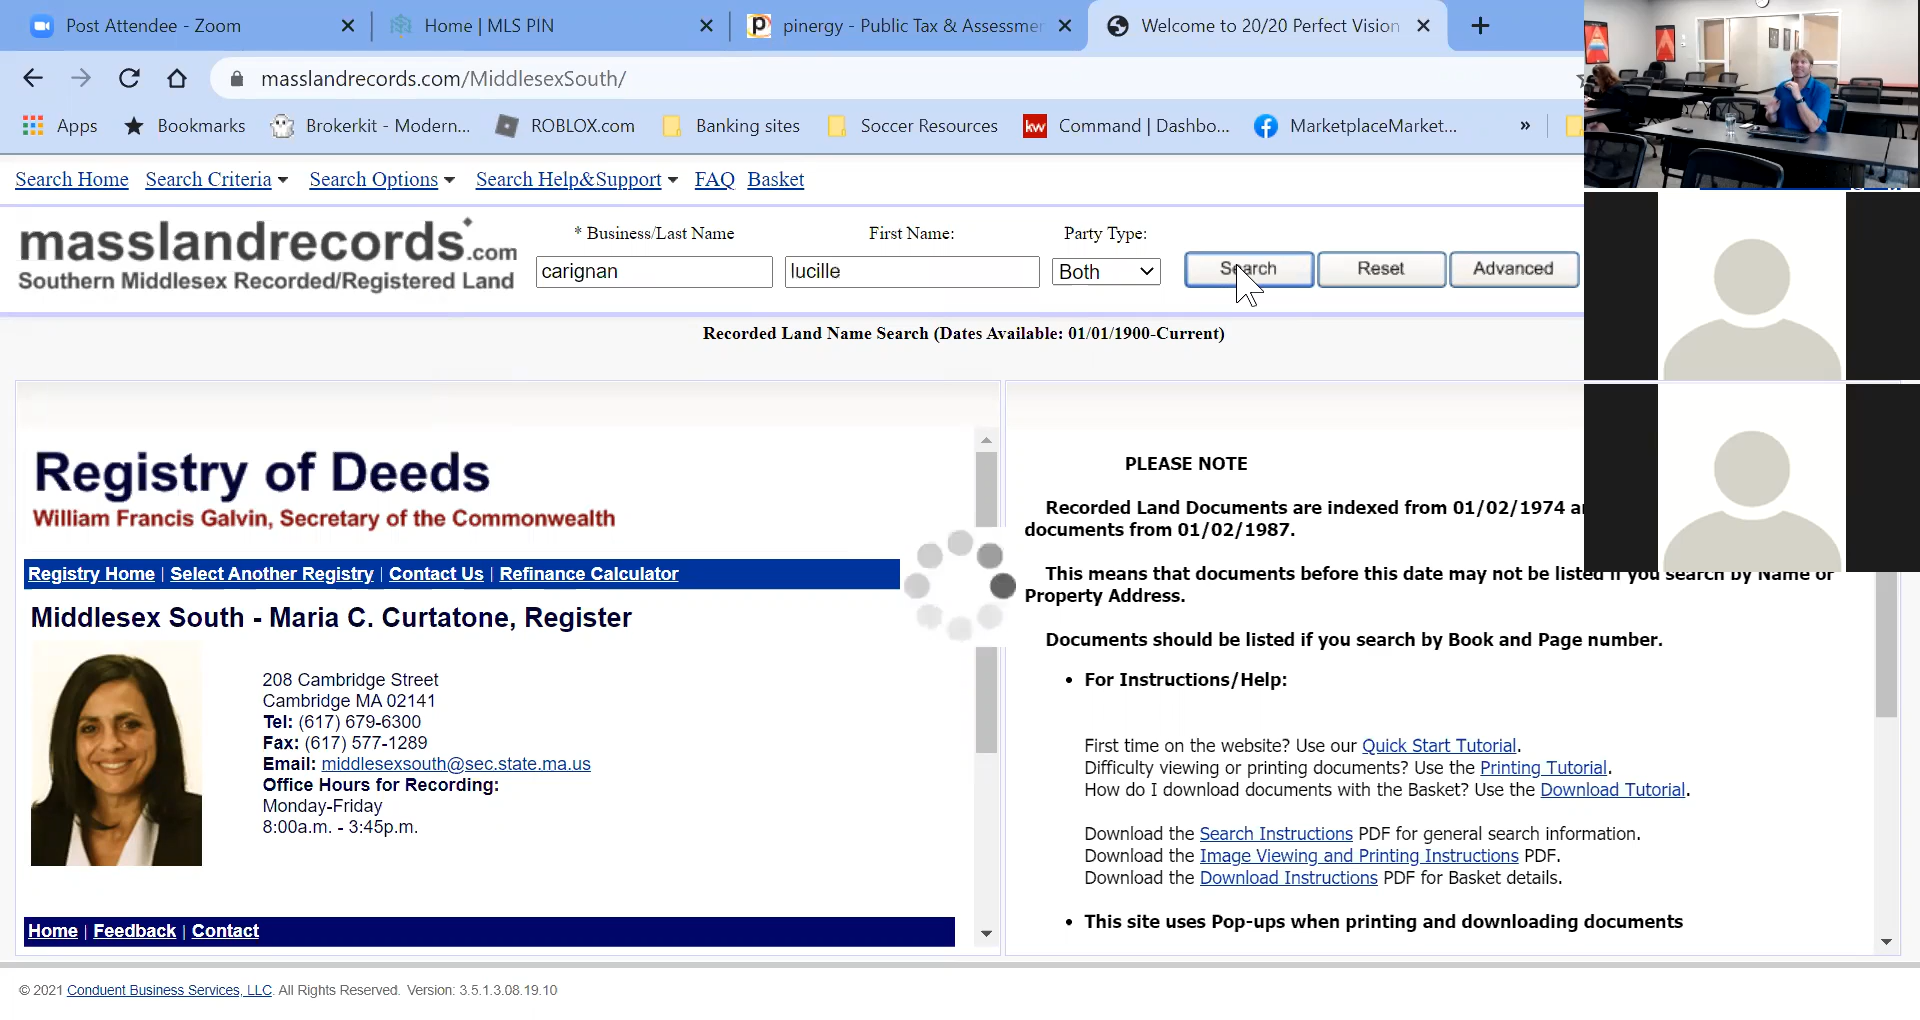 Post Attendee - Zoom
Home | MLS PIN
pinergy - Public Tax & Assessmen
Welcome to 20/20 Perfect Vision
masslandrecords.com/MiddlesexSouth/
Apps
Bookmarks
Brokerkit - Modern...
ROBLOX.com
Banking sites
Soccer Resources
kw
Command | Dashbo...
MarketplaceMarket...
»
Search Home
Search Criteria
Search Options
Search Help&Support
FAQ
Basket
masslandrecords.com
Southern Middlesex Recorded/Registered Land
* Business/Last Name
First Name:
Party Type:
carignan
lucille
Both
Search
Reset
Advanced
Recorded Land Name Search (Dates Available: 01/01/1900-Current)
Registry of Deeds
William Francis Galvin, Secretary of the Commonwealth
Registry Home | Select Another Registry | Contact Us | Refinance Calculator
Middlesex South - Maria C. Curtatone, Register
208 Cambridge Street
Cambridge MA 02141
Tel: (617) 679-6300
Fax: (617) 577-1289
Email: middlesexsouth@sec.state.ma.us
Office Hours for Recording:
Monday-Friday
8:00a.m. - 3:45p.m.
Home | Feedback | Contact
PLEASE NOTE
Recorded Land Documents are indexed from 01/02/1974
documents from 01/02/1987.
This means that documents before this date may not be listed if you search by Name or
Property Address.
Documents should be listed if you search by Book and Page number.
• For Instructions/Help:
First time on the website? Use our Quick Start Tutorial.
Difficulty viewing or printing documents? Use the Printing Tutorial.
How do I download documents with the Basket? Use the Download Tutorial.
Download the Search Instructions PDF for general search information.
Download the Image Viewing and Printing Instructions PDF.
Download the Download Instructions PDF for Basket details.
• This site uses Pop-ups when printing and downloading documents
© 2021 Conduent Business Services, LLC. All Rights Reserved. Version: 3.5.1.3.08.19.10